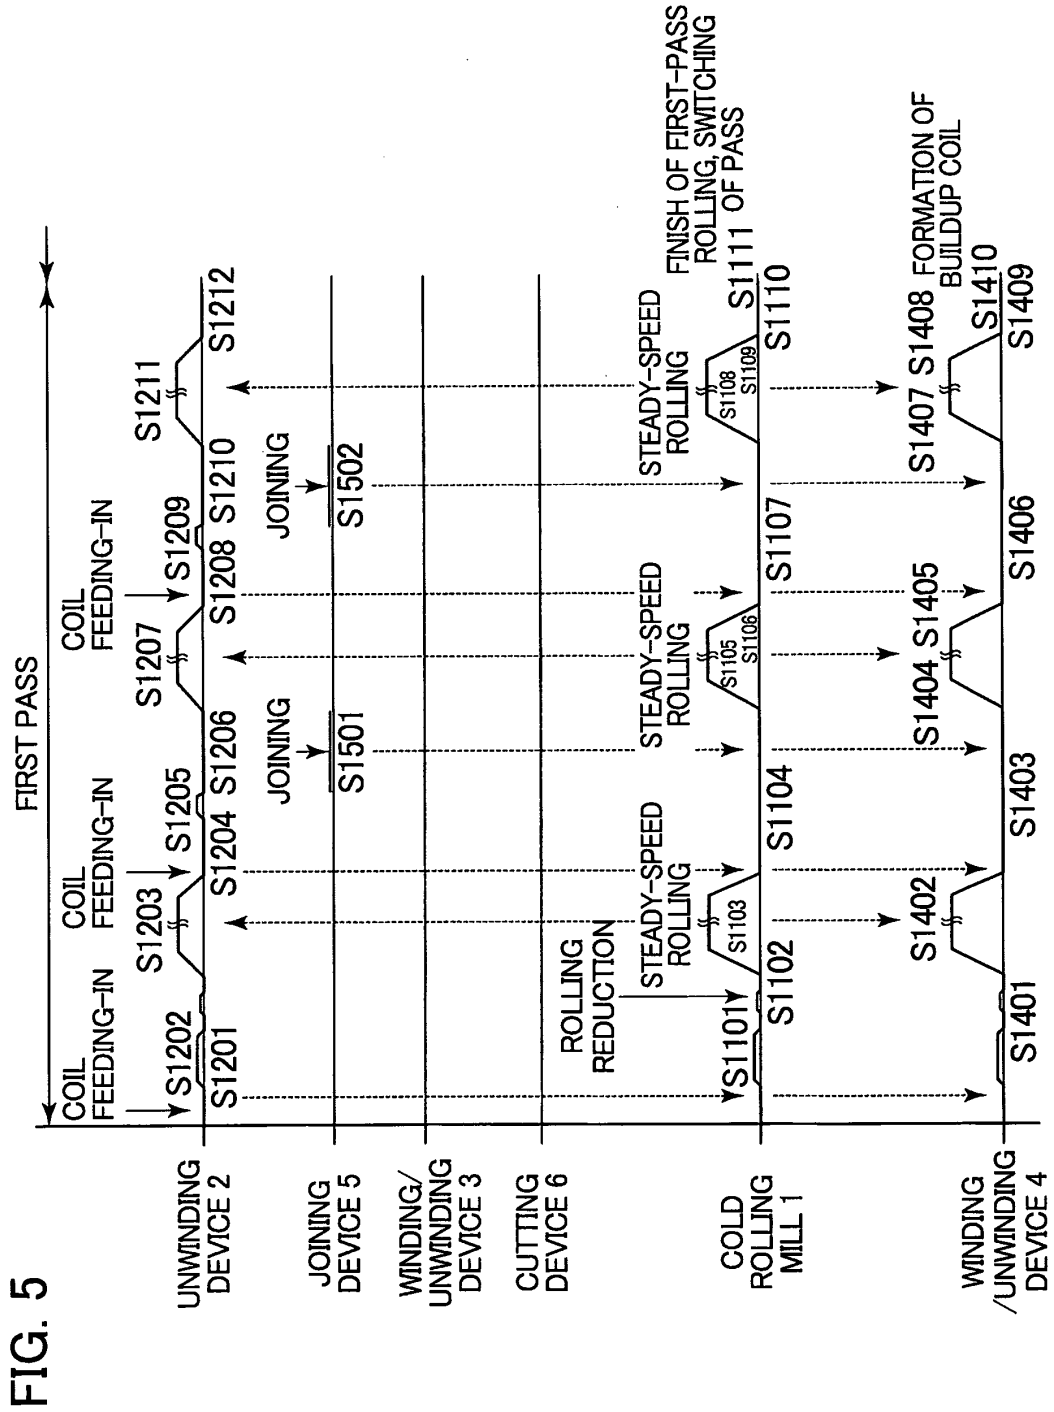 FIG. 5
FIRST PASS
COIL
FEEDING-IN
COIL
FEEDING-IN
COIL
FEEDING-IN
UNWINDING
DEVICE 2
S1201
S1202
S1203
S1204
S1205
S1206
S1207
S1208
S1209
S1210
S1211
S1212
JOINING
DEVICE 5
JOINING
S1501
JOINING
S1502
WINDING/
UNWINDING
DEVICE 3
CUTTING
DEVICE 6
COLD
ROLLING
MILL 1
ROLLING
REDUCTION
S1101
S1102
STEADY-SPEED
ROLLING
S1103
S1104
STEADY-SPEED
ROLLING
S1105
S1106
S1107
STEADY-SPEED
ROLLING
S1108
S1109
S1110
FINISH OF FIRST-PASS
ROLLING, SWITCHING
S1111 OF PASS
WINDING
/UNWINDING
DEVICE 4
S1401
S1402
S1403
S1404 S1405
S1406
S1407 S1408
FORMATION OF
BUILDUP COIL
S1410
S1409